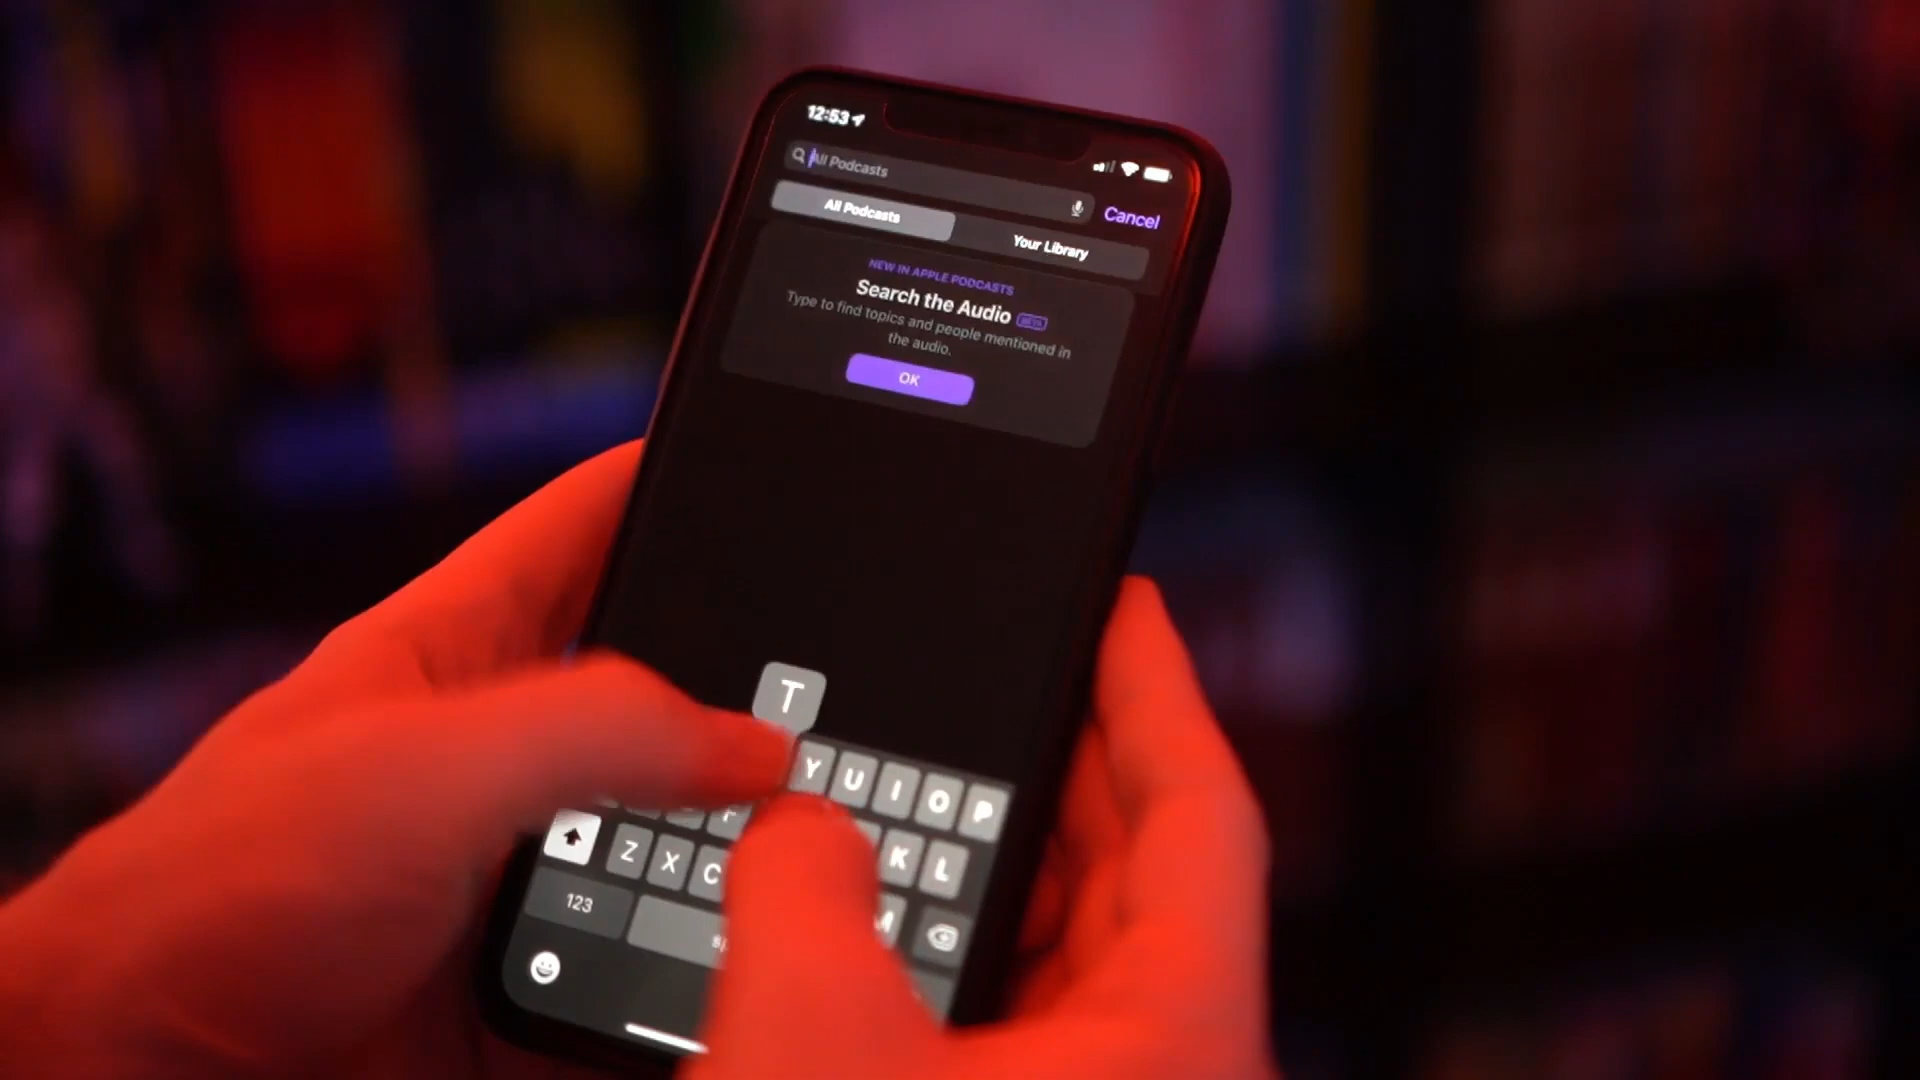 12:53
All Podcasts
Cancel
All Podcasts
Your Library
NEW IN APPLE PODCASTS
Search the Audio BETA
Type to find topics and people mentioned in
the audio.
OK
T
Y U I O P
F K L
Z X C M
123